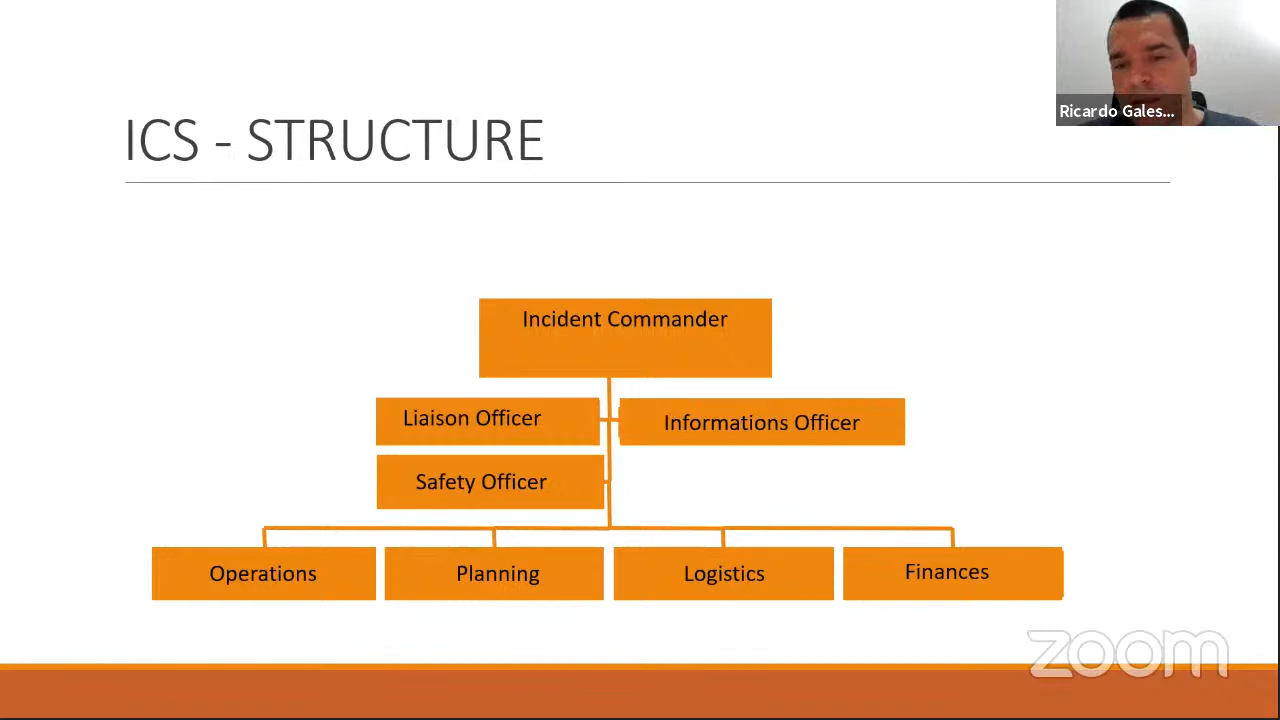 Ricardo Gales...
ICS - STRUCTURE
Incident Commander
Liaison Officer
Informations Officer
Safety Officer
Operations
Planning
Logistics
Finances
zoom